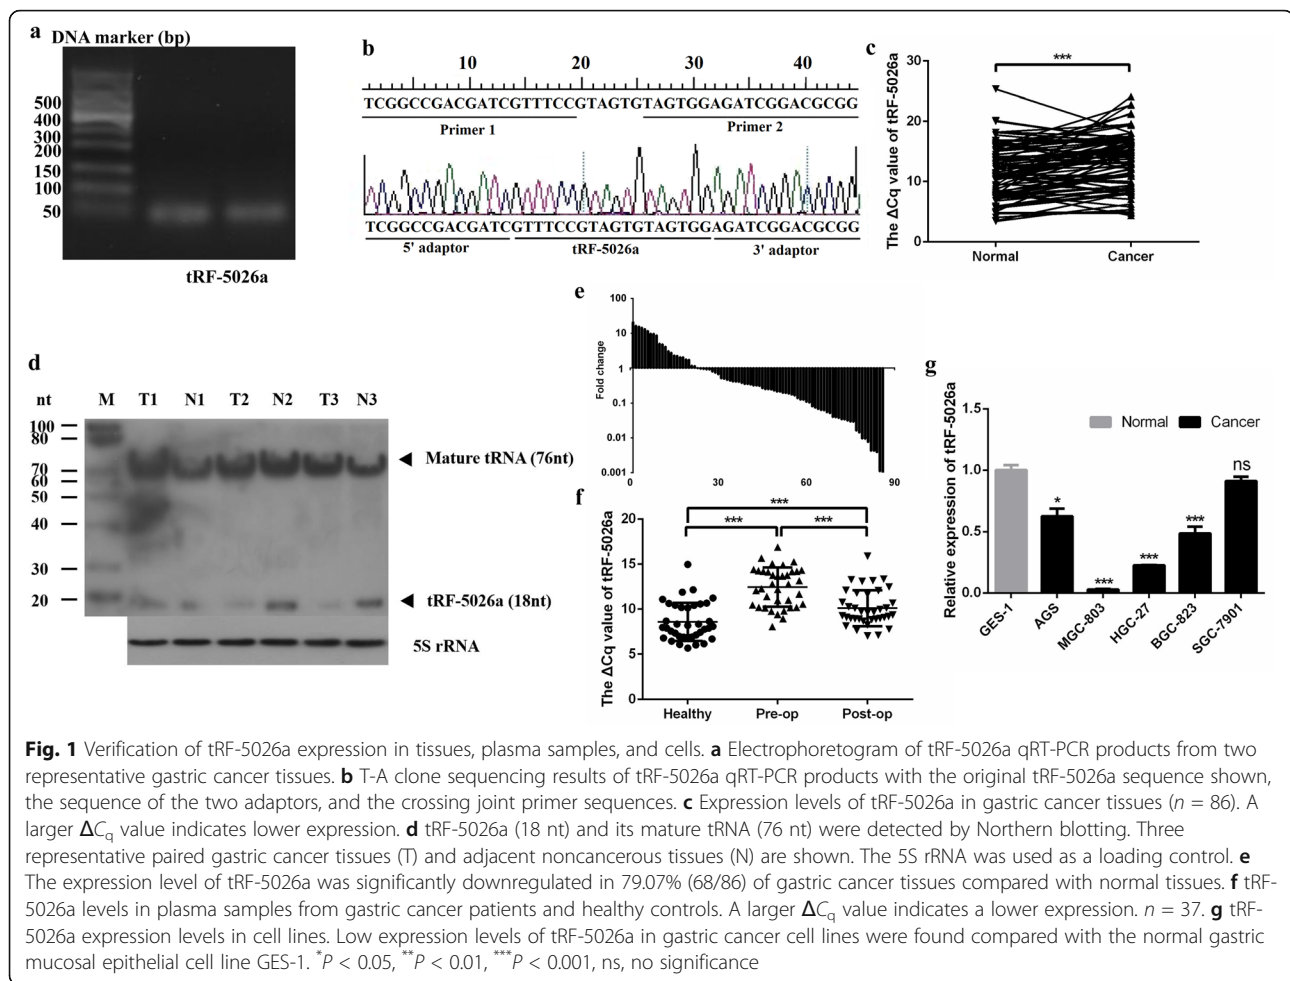 a DNA marker (bp)
500
400
300
200
150
100
50
tRF-5026a
b
10 20 30 40
TCGGCCGACGATCGTTTCCGTAGTGTAGTGGAGATCGGACGCGG
Primer 1 Primer 2
TCGGCCGACGATCGTTTCCGTAGTGTAGTGGAGATCGGACGCGG
5' adaptor tRF-5026a 3' adaptor
c
The ΔCq value of tRF-5026a
30
20
10
0
***
Normal Cancer
d
nt M T1 N1 T2 N2 T3 N3
100
80
70
60
50
40
30
20
Mature tRNA (76nt)
tRF-5026a (18nt)
5S rRNA
e
Fold change
100
10
1
0.1
0.01
0.001
0 30 60 90
f
The ΔCq value of tRF-5026a
20
15
10
5
0
***
*** ***
Healthy Pre-op Post-op
g
Relative expression of tRF-5026a
1.5
1.0
0.5
0.0
Normal Cancer
* *** *** *** ns
GES-1 AGS MGC-803 HGC-27 BGC-823 SGC-7901
Fig. 1 Verification of tRF-5026a expression in tissues, plasma samples, and cells. a Electrophoretogram of tRF-5026a qRT-PCR products from two
representative gastric cancer tissues. b T-A clone sequencing results of tRF-5026a qRT-PCR products with the original tRF-5026a sequence shown,
the sequence of the two adaptors, and the crossing joint primer sequences. c Expression levels of tRF-5026a in gastric cancer tissues (n = 86). A
larger ΔCq value indicates lower expression. d tRF-5026a (18 nt) and its mature tRNA (76 nt) were detected by Northern blotting. Three
representative paired gastric cancer tissues (T) and adjacent noncancerous tissues (N) are shown. The 5S rRNA was used as a loading control. e
The expression level of tRF-5026a was significantly downregulated in 79.07% (68/86) of gastric cancer tissues compared with normal tissues. f tRF-
5026a levels in plasma samples from gastric cancer patients and healthy controls. A larger ΔCq value indicates a lower expression. n = 37. g tRF-
5026a expression levels in cell lines. Low expression levels of tRF-5026a in gastric cancer cell lines were found compared with the normal gastric
mucosal epithelial cell line GES-1. *P < 0.05, **P < 0.01, ***P < 0.001, ns, no significance